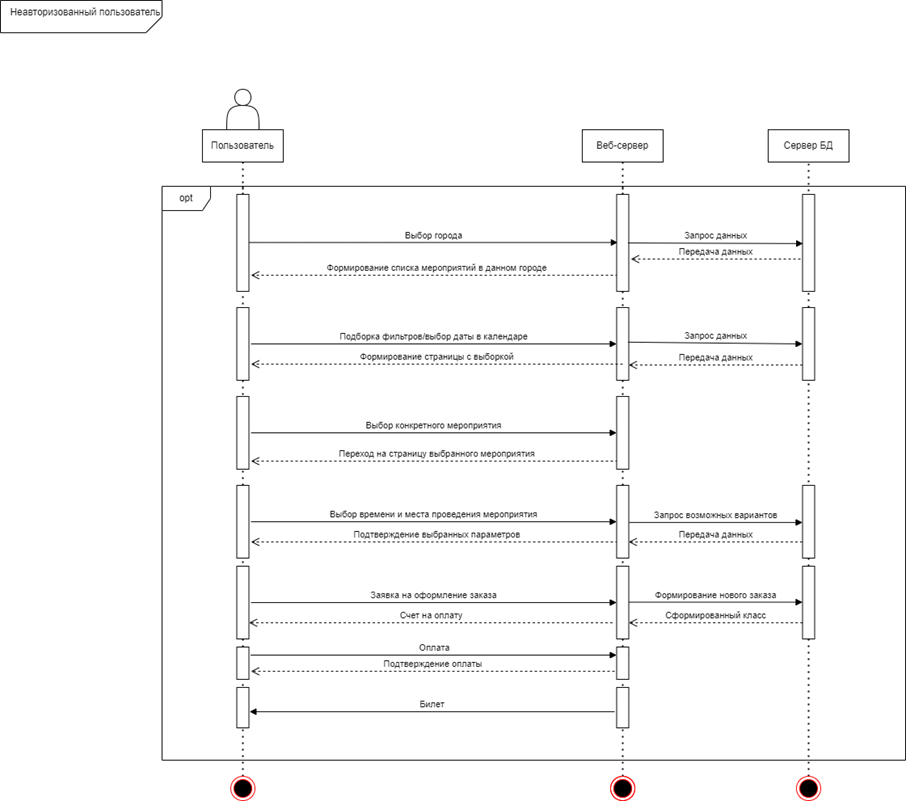 Неавторизованный пользователь
Пользователь
Веб-сервер
Сервер БД
opt
Выбор города
Запрос данных
Передача данных
Формирование списка мероприятий в данном городе
Подборка фильтров/выбор даты в календаре
Запрос данных
Формирование страницы с выборкой
Передача данных
Выбор конкретного мероприятия
Переход на страницу выбранного мероприятия
Выбор времени и места проведения мероприятия
Запрос возможных вариантов
Подтверждение выбранных параметров
Передача данных
Заявка на оформление заказа
Формирование нового заказа
Счет на оплату
Сформированный класс
Оплата
Подтверждение оплаты
Билет